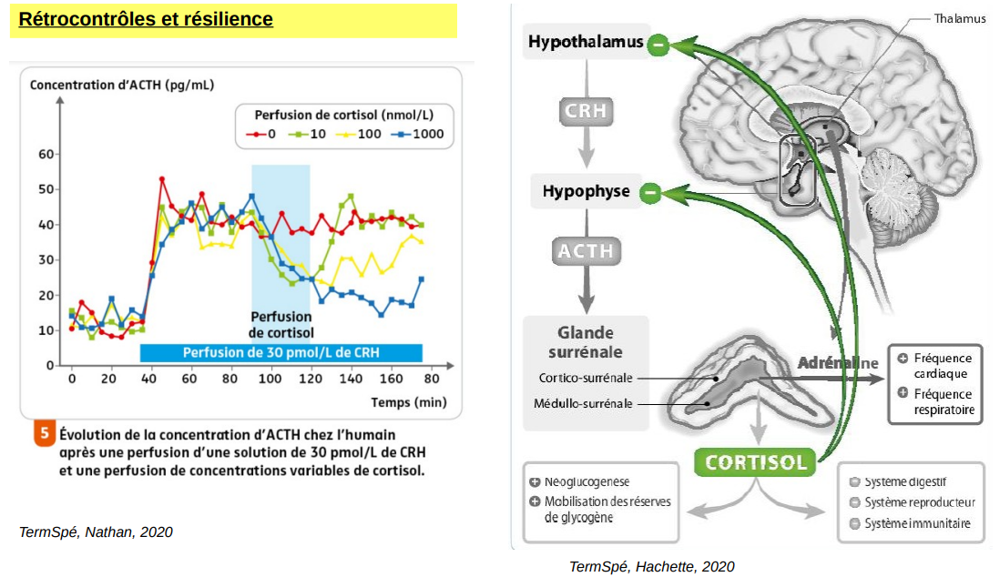 Rétrocontrôles et résilience
Concentration d'ACTH (pg/mL)
Perfusion de cortisol (nmol/L)
0 10 100 1000
60
50
40
30
20
10
0
Perfusion
de cortisol
Perfusion de 30 pmol/L de CRH
0 20 40 60 80 100 120 140 160 80
Temps (min)
5 Évolution de la concentration d'ACTH chez l'humain
après une perfusion d'une solution de 30 pmol/L de CRH
et une perfusion de concentrations variables de cortisol.
TermSpé, Nathan, 2020
Thalamus
Hypothalamus −
CRH
Hypophyse −
ACTH
Glande
surrénale
Cortico-surrénale
Médullo-surrénale
Adrénaline
+ Fréquence
cardiaque
+ Fréquence
respiratoire
CORTISOL
+ Néoglucogenèse
+ Mobilisation des réserves
de glycogène
− Système digestif
− Système reproducteur
− Système immunitaire
TermSpé, Hachette, 2020